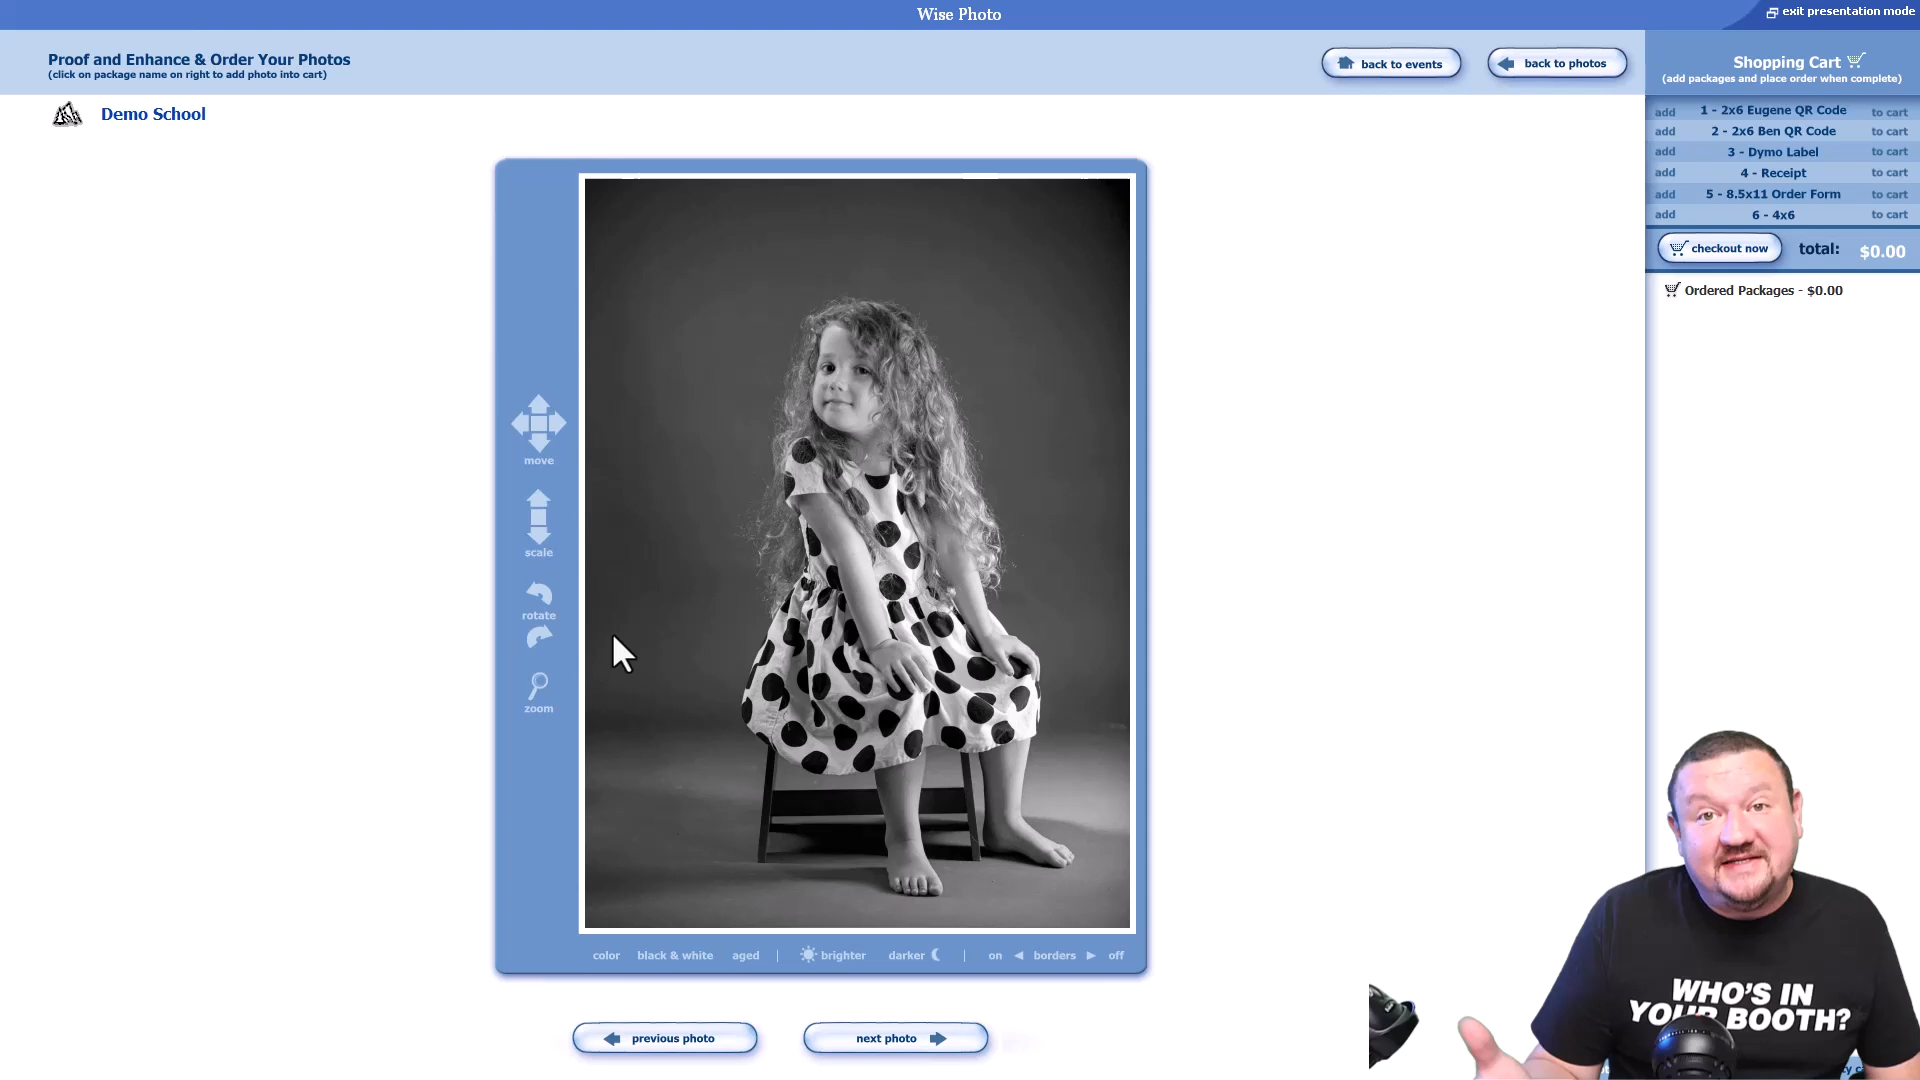 Wise Photo
exit presentation mode
Proof and Enhance & Order Your Photos
(click on package name on right to add photo into cart)
back to events
back to photos
Shopping Cart
(add packages and place order when complete)
Demo School
add 1 - 2x6 Eugene QR Code to cart
add 2 - 2x6 Ben QR Code to cart
add 3 - Dymo Label to cart
add 4 - Receipt to cart
add 5 - 8.5x11 Order Form to cart
add 6 - 4x6 to cart
checkout now total: $0.00
Ordered Packages - $0.00
move
scale
rotate
zoom
color black & white aged | brighter darker | on borders off
previous photo
next photo
WHO'S IN
YOUR BOOTH?